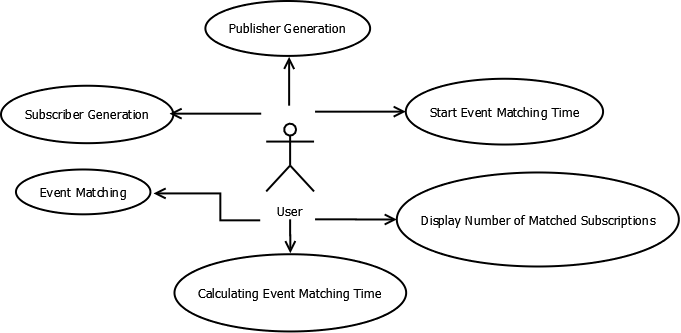 Publisher Generation
Subscriber Generation
Start Event Matching Time
Event Matching
User
Display Number of Matched Subscriptions
Calculating Event Matching Time